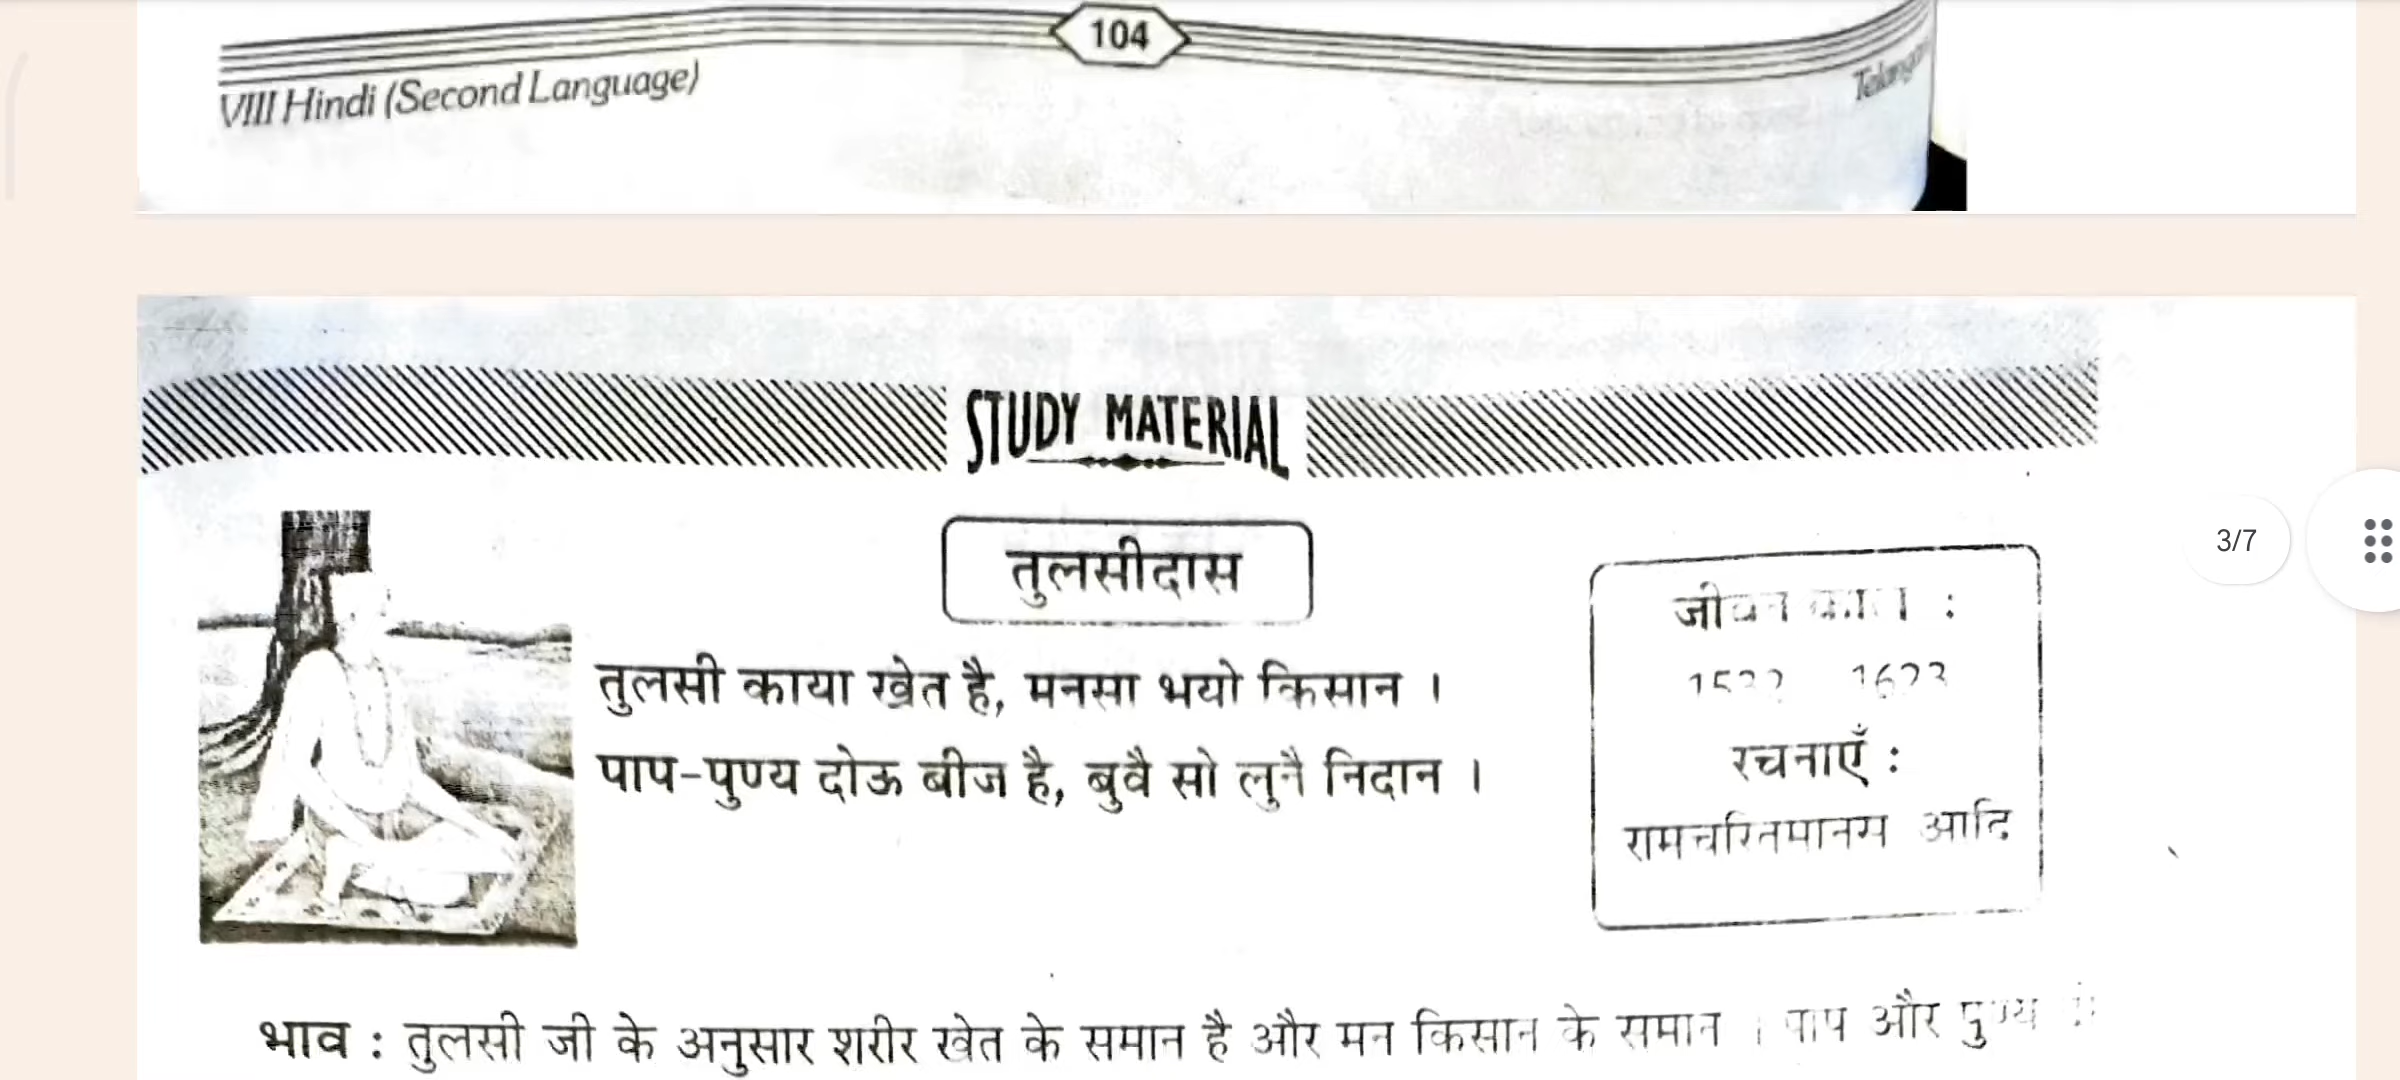 104
VIII Hindi (Second Language)
STUDY MATERIAL
तुलसीदास
तुलसी काया खेत है, मनसा भयो किसान ।
पाप-पुण्य दोऊ बीज है, बुवै सो लुनै निदान ।
रचनाएँ :
रामचरितमानस आदि
3/7
भाव : तुलसी जी के अनुसार शरीर खेत के समान है और मन किसान के समान । पाप और पुण्य